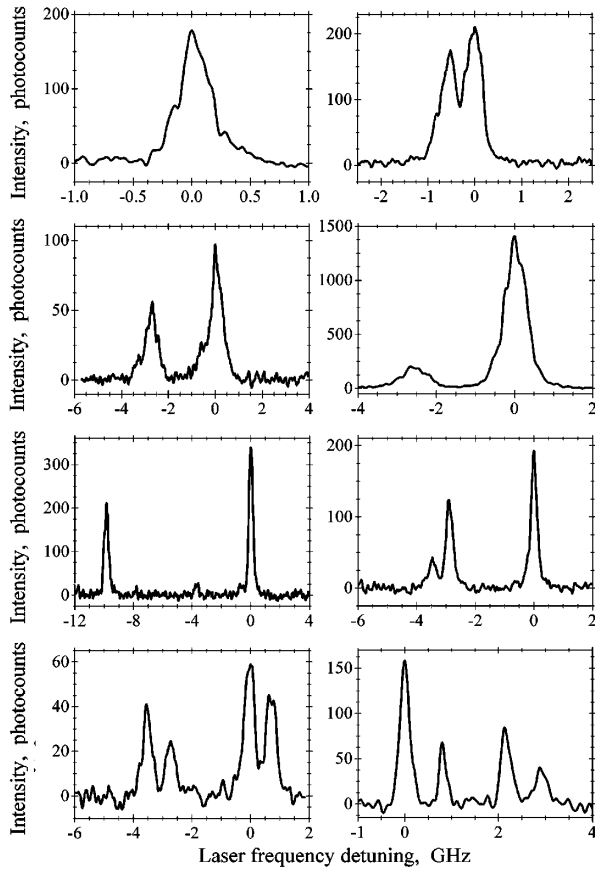 Intensity, photocounts
200
100
0
-1.0 -0.5 0.0 0.5 1.0
200
100
0
-2 -1 0 1 2
Intensity, photocounts
100
50
0
-6 -4 -2 0 2 4
1500
1000
500
0
-4 -2 0 2
Intensity, photocounts
300
200
100
0
-12 -8 -4 0 4
200
150
100
50
0
-6 -4 -2 0 2
Intensity, photocounts
60
40
20
0
-6 -4 -2 0 2
150
100
50
0
-1 0 1 2 3 4
Laser frequency detuning, GHz